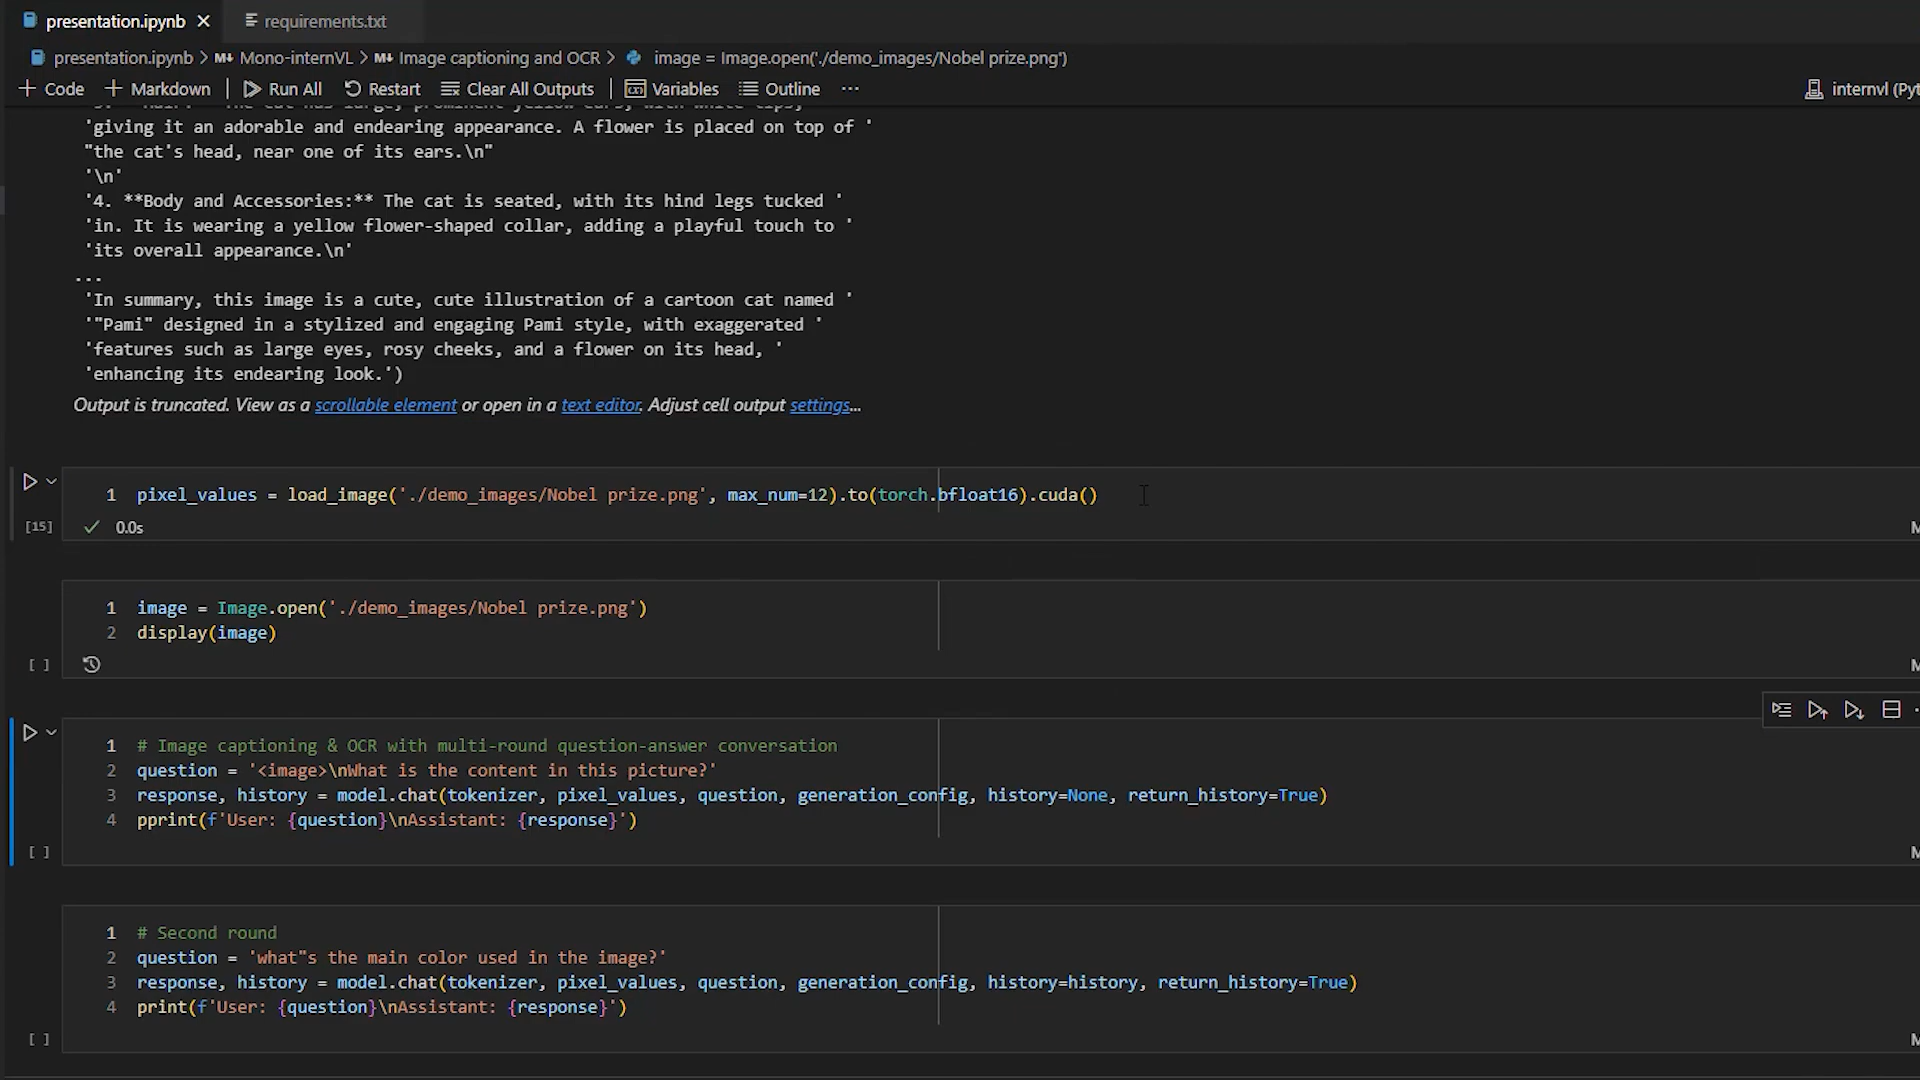 presentation.ipynb
requirements.txt
presentation.ipynb > Mono-internVL > Image captioning and OCR > image = Image.open('./demo_images/Nobel prize.png')
+ Code + Markdown Run All Restart Clear All Outputs Variables Outline ... internvl (Pyt
'giving it an adorable and endearing appearance. A flower is placed on top of '
"the cat's head, near one of its ears.\n"
'\n'
'4. **Body and Accessories:** The cat is seated, with its hind legs tucked '
'in. It is wearing a yellow flower-shaped collar, adding a playful touch to '
'its overall appearance.\n'
...
'In summary, this image is a cute, cute illustration of a cartoon cat named '
'"Pami" designed in a stylized and engaging Pami style, with exaggerated '
'features such as large eyes, rosy cheeks, and a flower on its head, '
'enhancing its endearing look.')
Output is truncated. View as a scrollable element or open in a text editor. Adjust cell output settings...
1 pixel_values = load_image('./demo_images/Nobel prize.png', max_num=12).to(torch.bfloat16).cuda()
[15] 0.0s
1 image = Image.open('./demo_images/Nobel prize.png')
2 display(image)
[ ]
1 # Image captioning & OCR with multi-round question-answer conversation
2 question = '<image>\nWhat is the content in this picture?'
3 response, history = model.chat(tokenizer, pixel_values, question, generation_config, history=None, return_history=True)
4 pprint(f'User: {question}\nAssistant: {response}')
[ ]
1 # Second round
2 question = 'what"s the main color used in the image?'
3 response, history = model.chat(tokenizer, pixel_values, question, generation_config, history=history, return_history=True)
4 print(f'User: {question}\nAssistant: {response}')
[ ]